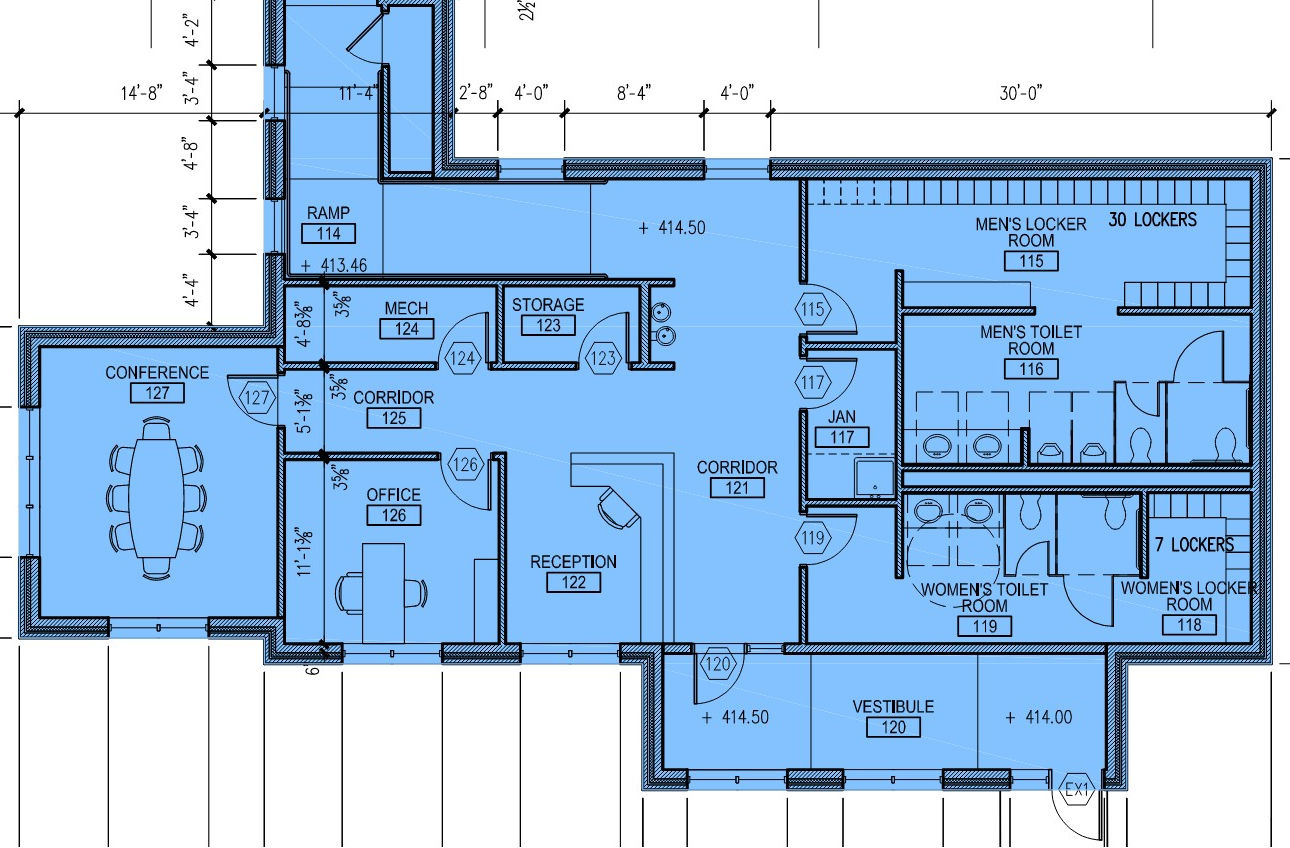 2½"
4'-2"
3'-4"
4'-8"
3'-4"
4'-4"
14'-8"
11'-4"
2'-8"
4'-0"
8'-4"
4'-0"
30'-0"
RAMP
114
+ 413.46
+ 414.50
MEN'S LOCKER
ROOM
115
30 LOCKERS
MECH
124
STORAGE
123
4'-8⅜"
3⅝"
115
MEN'S TOILET
ROOM
116
124
123
117
CONFERENCE
127
127
CORRIDOR
125
5'-1⅜"
3⅝"
JAN
117
126
CORRIDOR
121
3⅝"
OFFICE
126
11'-1⅜"
RECEPTION
122
119
7 LOCKERS
WOMEN'S TOILET
ROOM
119
WOMEN'S LOCKER
ROOM
118
120
+ 414.50
VESTIBULE
120
+ 414.00
EX1